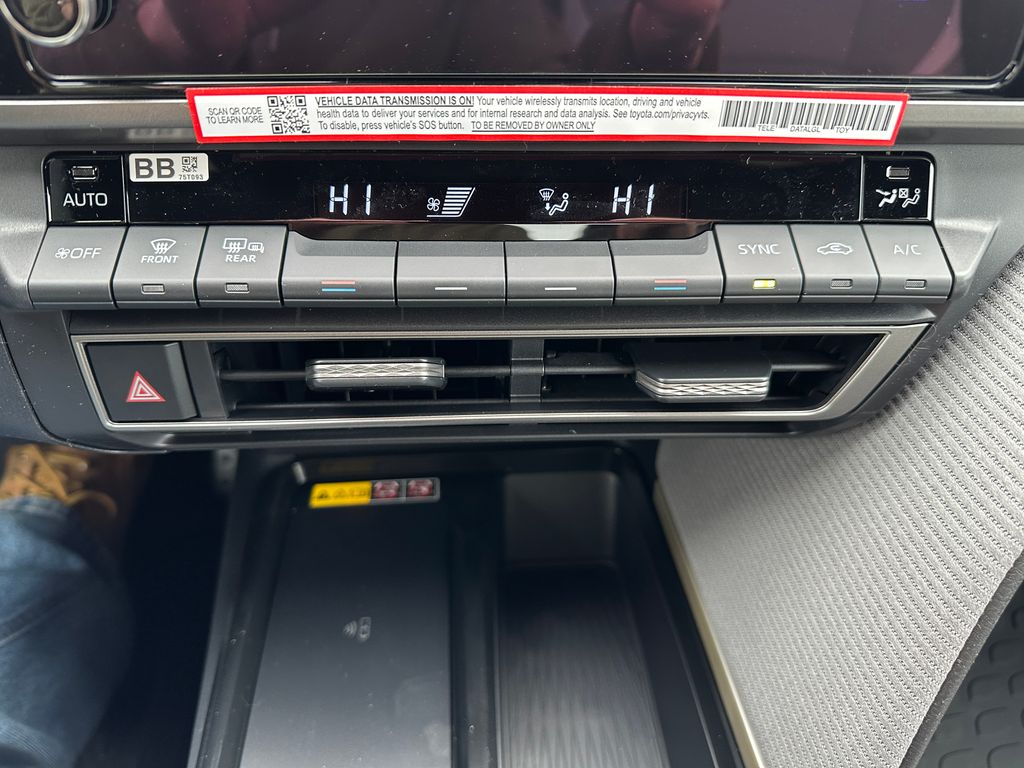 SCAN QR CODE
TO LEARN MORE
VEHICLE DATA TRANSMISSION IS ON! Your vehicle wirelessly transmits location, driving and vehicle
health data to deliver your services and for internal research and data analysis. See toyota.com/privacyvts.
To disable, press vehicle's SOS button. TO BE REMOVED BY OWNER ONLY
TELE DATALGL TOY
AUTO
BB
75T093
HI
HI
OFF
FRONT
REAR
SYNC
A/C